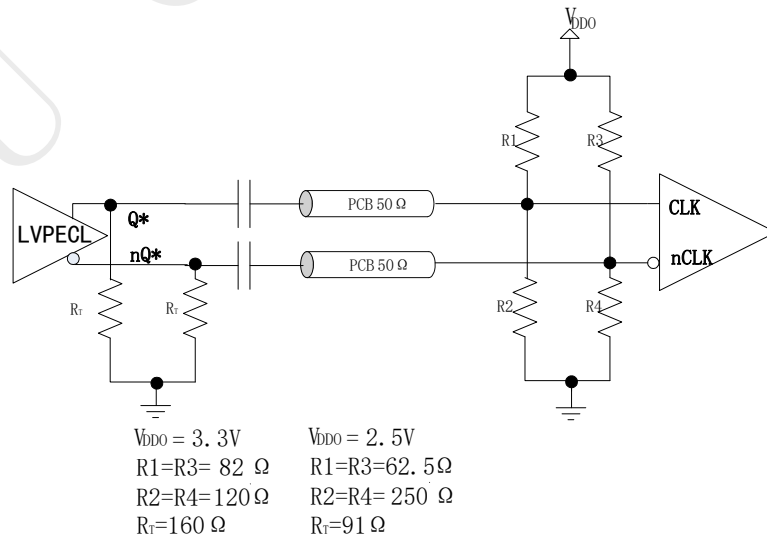 VDDO
R1
R3
PCB 50 Ω
Q*
CLK
LVPECL
nQ*
PCB 50 Ω
nCLK
RT
RT
R2
R4
VDDO = 3.3V
R1=R3= 82 Ω
R2=R4=120Ω
RT=160 Ω
VDDO = 2.5V
R1=R3=62.5Ω
R2=R4= 250 Ω
RT=91 Ω